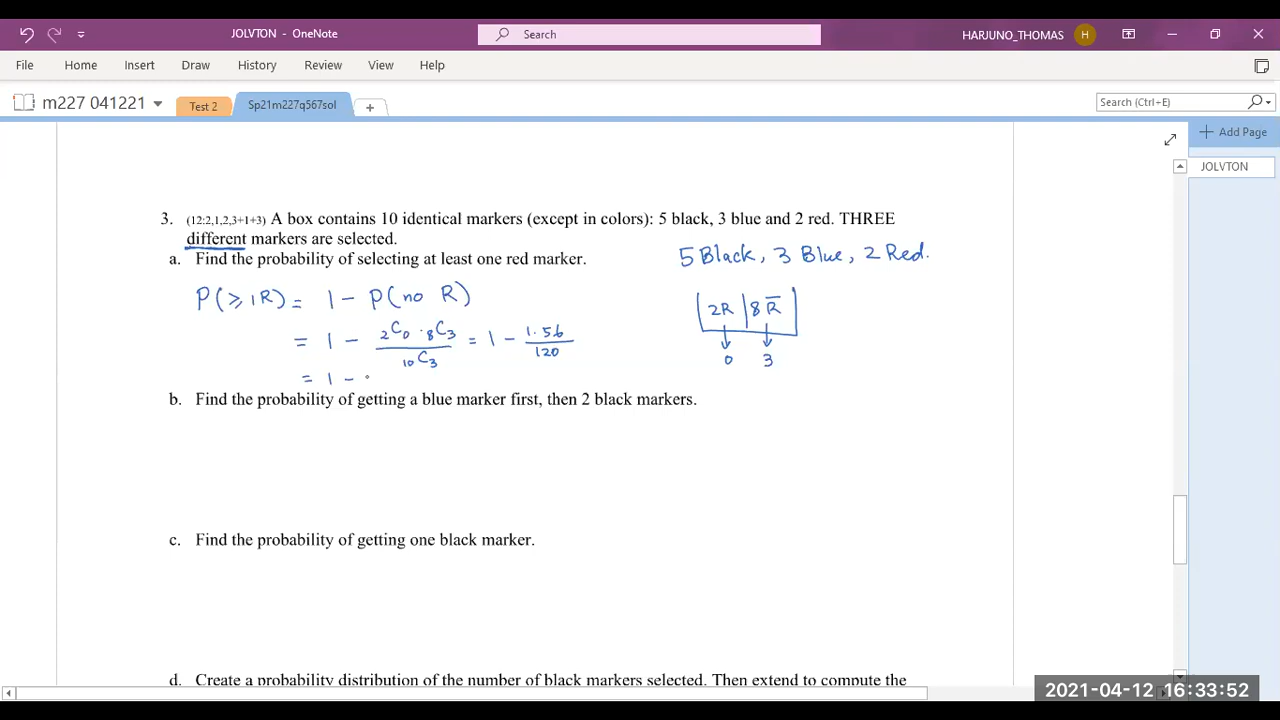 JOLVTON - OneNote
Search
HARJUNO_THOMAS
H
File Home Insert Draw History Review View Help
m227 041221
Test 2
Sp21m227q567sol
+
Search (Ctrl+E)
Add Page
JOLVTON
3. (12:2,1,2,3+1+3) A box contains 10 identical markers (except in colors): 5 black, 3 blue and 2 red. THREE
different markers are selected.
a. Find the probability of selecting at least one red marker.
5 Black, 3 Blue, 2 Red.
P(≥1R) = 1 - P(no R)
2R | 8R̅
= 1 - ₂C₀ · ₈C₃ / ₁₀C₃ = 1 - 1·56 / 120
0 3
= 1 -
b. Find the probability of getting a blue marker first, then 2 black markers.
c. Find the probability of getting one black marker.
d. Create a probability distribution of the number of black markers selected. Then extend to compute the
2021-04-12 16:33:52